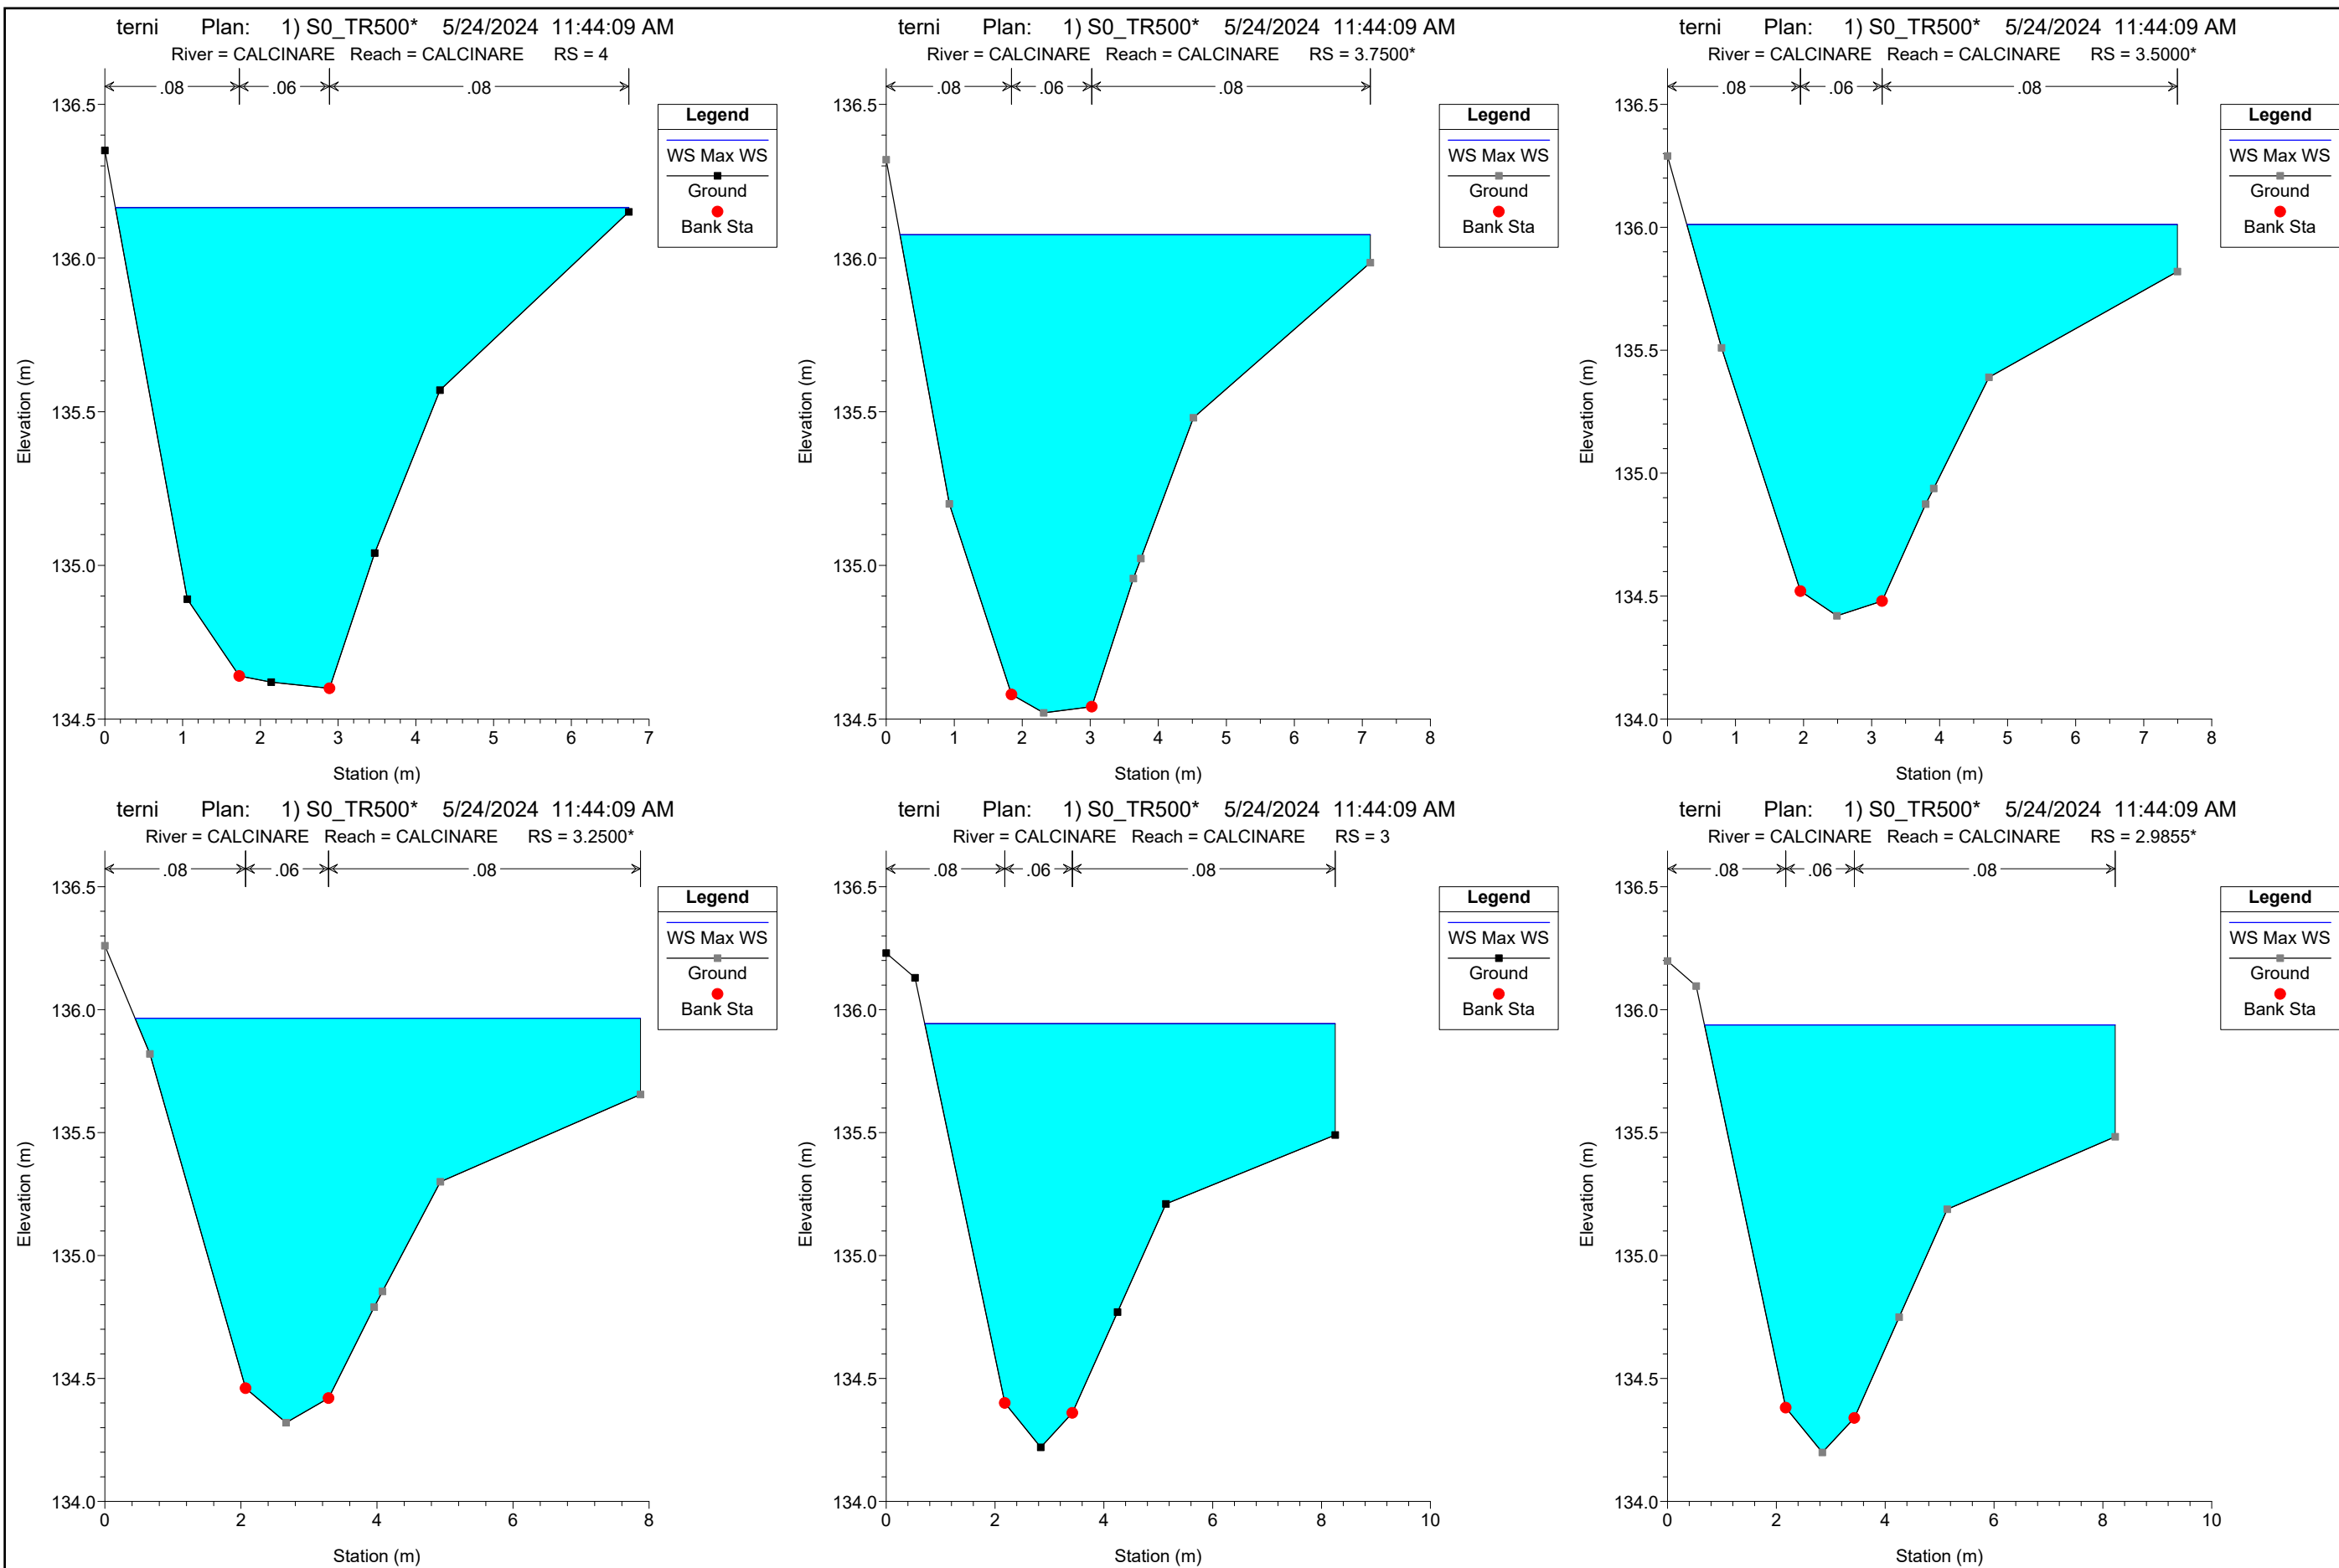 terni Plan: 1) S0_TR500* 5/24/2024 11:44:09 AM
River = CALCINARE Reach = CALCINARE RS = 4
.08 .06 .08
136.5
136.0
135.5
135.0
134.5
0 1 2 3 4 5 6 7
Station (m)
Elevation (m)
Legend
WS Max WS
Ground
Bank Sta
terni Plan: 1) S0_TR500* 5/24/2024 11:44:09 AM
River = CALCINARE Reach = CALCINARE RS = 3.7500*
.08 .06 .08
136.5
136.0
135.5
135.0
134.5
0 1 2 3 4 5 6 7 8
Station (m)
Elevation (m)
Legend
WS Max WS
Ground
Bank Sta
terni Plan: 1) S0_TR500* 5/24/2024 11:44:09 AM
River = CALCINARE Reach = CALCINARE RS = 3.5000*
.08 .06 .08
136.5
136.0
135.5
135.0
134.5
134.0
0 1 2 3 4 5 6 7 8
Station (m)
Elevation (m)
Legend
WS Max WS
Ground
Bank Sta
terni Plan: 1) S0_TR500* 5/24/2024 11:44:09 AM
River = CALCINARE Reach = CALCINARE RS = 3.2500*
.08 .06 .08
136.5
136.0
135.5
135.0
134.5
134.0
0 2 4 6 8
Station (m)
Elevation (m)
Legend
WS Max WS
Ground
Bank Sta
terni Plan: 1) S0_TR500* 5/24/2024 11:44:09 AM
River = CALCINARE Reach = CALCINARE RS = 3
.08 .06 .08
136.5
136.0
135.5
135.0
134.5
134.0
0 2 4 6 8 10
Station (m)
Elevation (m)
Legend
WS Max WS
Ground
Bank Sta
terni Plan: 1) S0_TR500* 5/24/2024 11:44:09 AM
River = CALCINARE Reach = CALCINARE RS = 2.9855*
.08 .06 .08
136.5
136.0
135.5
135.0
134.5
134.0
0 2 4 6 8 10
Station (m)
Elevation (m)
Legend
WS Max WS
Ground
Bank Sta